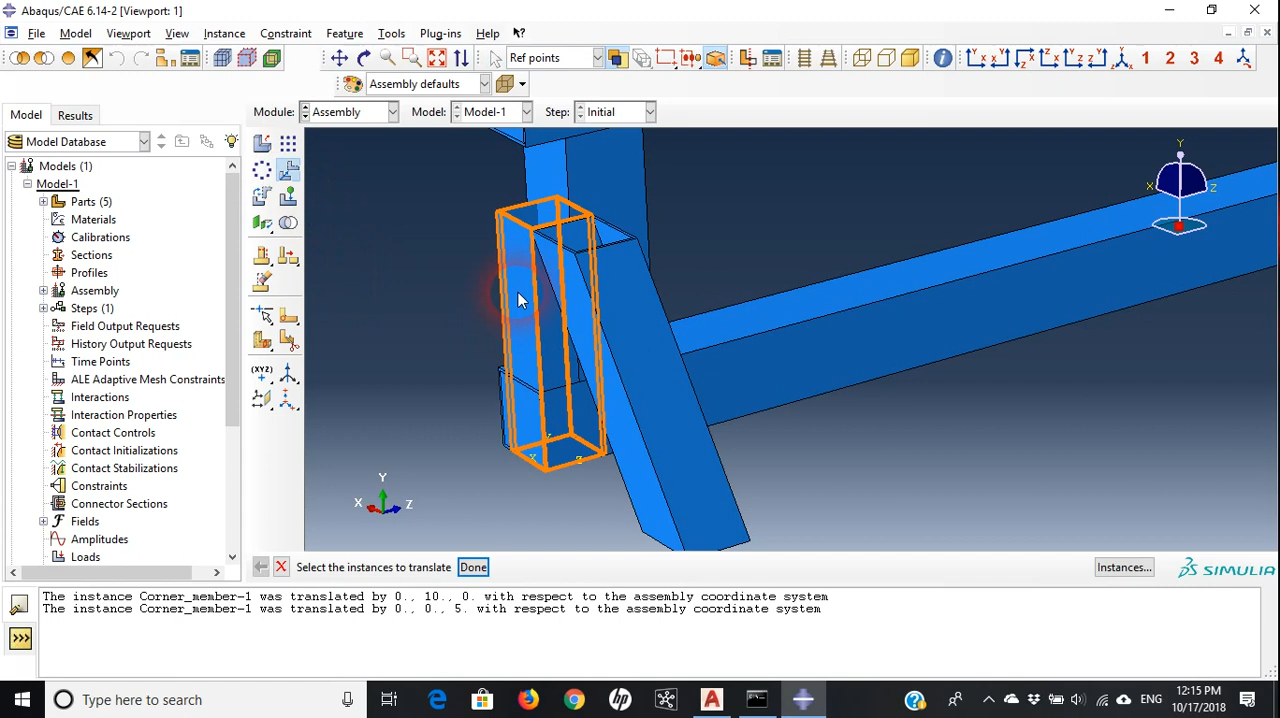 Abaqus/CAE 6.14-2 [Viewport: 1]
File Model Viewport View Instance Constraint Feature Tools Plug-ins Help
Ref points
1 2 3 4
Assembly defaults
Model Results
Module: Assembly Model: Model-1 Step: Initial
Model Database
Models (1)
Model-1
Parts (5)
Materials
Calibrations
Sections
Profiles
Assembly
Steps (1)
Field Output Requests
History Output Requests
Time Points
ALE Adaptive Mesh Constraints
Interactions
Interaction Properties
Contact Controls
Contact Initializations
Contact Stabilizations
Constraints
Connector Sections
Fields
Amplitudes
Loads
(XYZ)
Y
X Z
Y
X Z
Select the instances to translate Done Instances...
SIMULIA
The instance Corner_member-1 was translated by 0., 10., 0. with respect to the assembly coordinate system
The instance Corner_member-1 was translated by 0., 0., 5. with respect to the assembly coordinate system
>>>
Type here to search
hp
ENG
12:15 PM
10/17/2018